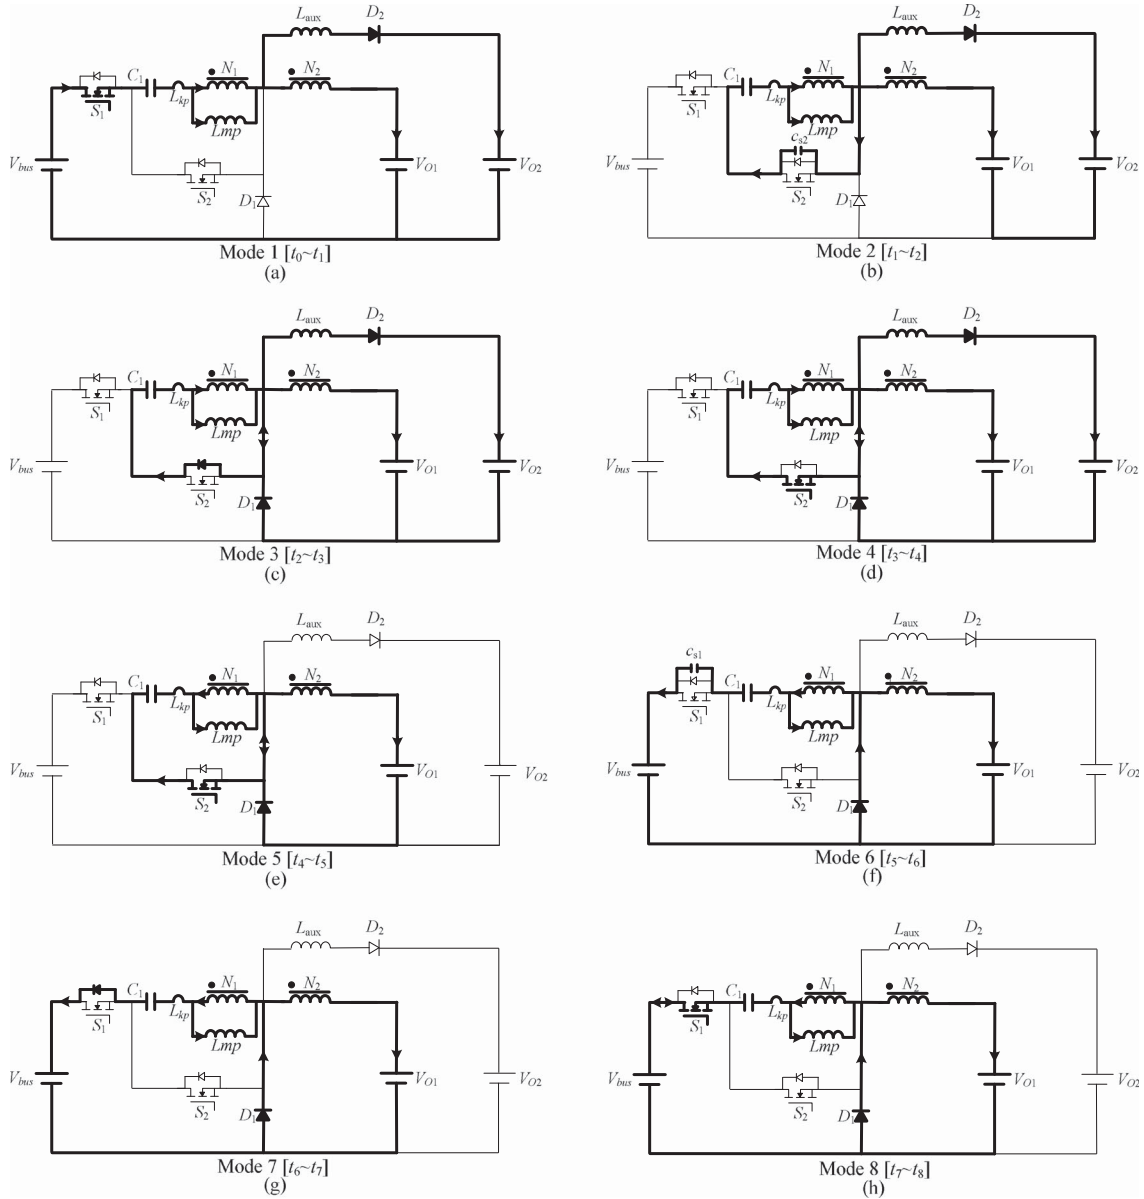 L_aux D_2
C_1 N_1 N_2
S_1 L_kp Lmp
V_bus S_2 V_O1 V_O2
D_1
Mode 1 [t_0~t_1]
(a)
L_aux D_2
C_1 N_1 N_2
S_1 L_kp Lmp
c_s2
V_bus S_2 V_O1 V_O2
D_1
Mode 2 [t_1~t_2]
(b)
L_aux D_2
C_1 N_1 N_2
S_1 L_kp Lmp
V_bus S_2 V_O1 V_O2
D_1
Mode 3 [t_2~t_3]
(c)
L_aux D_2
C_1 N_1 N_2
S_1 L_kp Lmp
V_bus S_2 V_O1 V_O2
D_1
Mode 4 [t_3~t_4]
(d)
L_aux D_2
C_1 N_1 N_2
S_1 L_kp Lmp
V_bus S_2 V_O1 V_O2
D_1
Mode 5 [t_4~t_5]
(e)
L_aux D_2
c_s1
C_1 N_1 N_2
S_1 L_kp Lmp
V_bus S_2 V_O1 V_O2
D_1
Mode 6 [t_5~t_6]
(f)
L_aux D_2
C_1 N_1 N_2
S_1 L_kp Lmp
V_bus S_2 V_O1 V_O2
D_1
Mode 7 [t_6~t_7]
(g)
L_aux D_2
C_1 N_1 N_2
S_1 L_kp Lmp
V_bus S_2 V_O1 V_O2
D_1
Mode 8 [t_7~t_8]
(h)